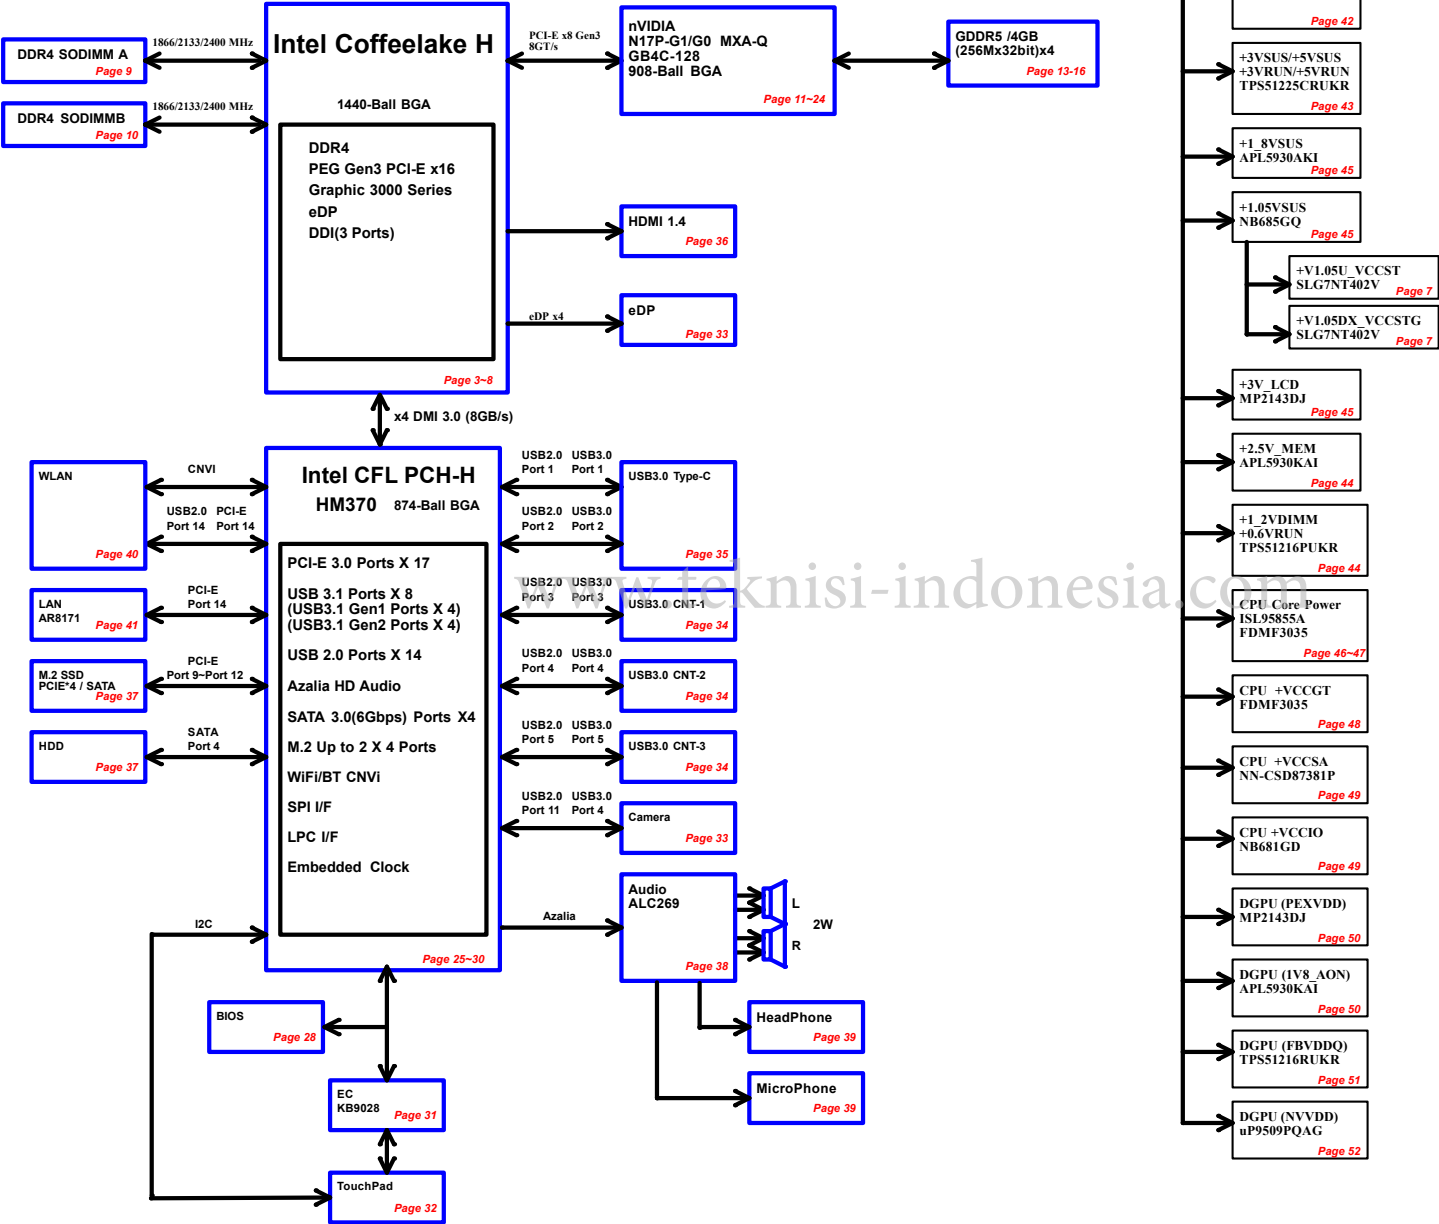 DDR4 SODIMM A
Page 9
1866/2133/2400 MHz
DDR4 SODIMMB
Page 10
1866/2133/2400 MHz
Intel Coffeelake H
1440-Ball BGA
DDR4
PEG Gen3 PCI-E x16
Graphic 3000 Series
eDP
DDI(3 Ports)
Page 3~8
PCI-E x8 Gen3
8GT/s
nVIDIA
N17P-G1/G0 MXA-Q
GB4C-128
908-Ball BGA
Page 11~24
GDDR5 /4GB
(256Mx32bit)x4
Page 13-16
HDMI 1.4
Page 36
eDP x4
eDP
Page 33
x4 DMI 3.0 (8GB/s)
WLAN
Page 40
CNVI
USB2.0 PCI-E
Port 14 Port 14
LAN
AR8171
Page 41
PCI-E
Port 14
M.2 SSD
PCIE*4 / SATA
Page 37
PCI-E
Port 9~Port 12
HDD
Page 37
SATA
Port 4
Intel CFL PCH-H
HM370 874-Ball BGA
PCI-E 3.0 Ports X 17
USB 3.1 Ports X 8
(USB3.1 Gen1 Ports X 4)
(USB3.1 Gen2 Ports X 4)
USB 2.0 Ports X 14
Azalia HD Audio
SATA 3.0(6Gbps) Ports X4
M.2 Up to 2 X 4 Ports
WiFi/BT CNVi
SPI I/F
LPC I/F
Embedded Clock
Page 25~30
USB2.0 USB3.0
Port 1 Port 1
USB2.0 USB3.0
Port 2 Port 2
USB3.0 Type-C
Page 35
USB2.0 USB3.0
Port 3 Port 3
USB3.0 CNT-1
Page 34
USB2.0 USB3.0
Port 4 Port 4
USB3.0 CNT-2
Page 34
USB2.0 USB3.0
Port 5 Port 5
USB3.0 CNT-3
Page 34
USB2.0 USB3.0
Port 11 Port 4
Camera
Page 33
Azalia
Audio
ALC269
Page 38
L
R
2W
HeadPhone
Page 39
MicroPhone
Page 39
I2C
BIOS
Page 28
EC
KB9028
Page 31
TouchPad
Page 32
www.teknisi-indonesia.com
Page 42
+3VSUS/+5VSUS
+3VRUN/+5VRUN
TPS51225CRUKR
Page 43
+1_8VSUS
APL5930AKI
Page 45
+1.05VSUS
NB685GQ
Page 45
+V1.05U_VCCST
SLG7NT402V
Page 7
+V1.05DX_VCCSTG
SLG7NT402V
Page 7
+3V_LCD
MP2143DJ
Page 45
+2.5V_MEM
APL5930KAI
Page 44
+1_2VDIMM
+0.6VRUN
TPS51216PUKR
Page 44
CPU Core Power
ISL95855A
FDMF3035
Page 46~47
CPU +VCCGT
FDMF3035
Page 48
CPU +VCCSA
NN-CSD87381P
Page 49
CPU +VCCIO
NB681GD
Page 49
DGPU (PEXVDD)
MP2143DJ
Page 50
DGPU (1V8_AON)
APL5930KAI
Page 50
DGPU (FBVDDQ)
TPS51216RUKR
Page 51
DGPU (NVVDD)
uP9509PQAG
Page 52